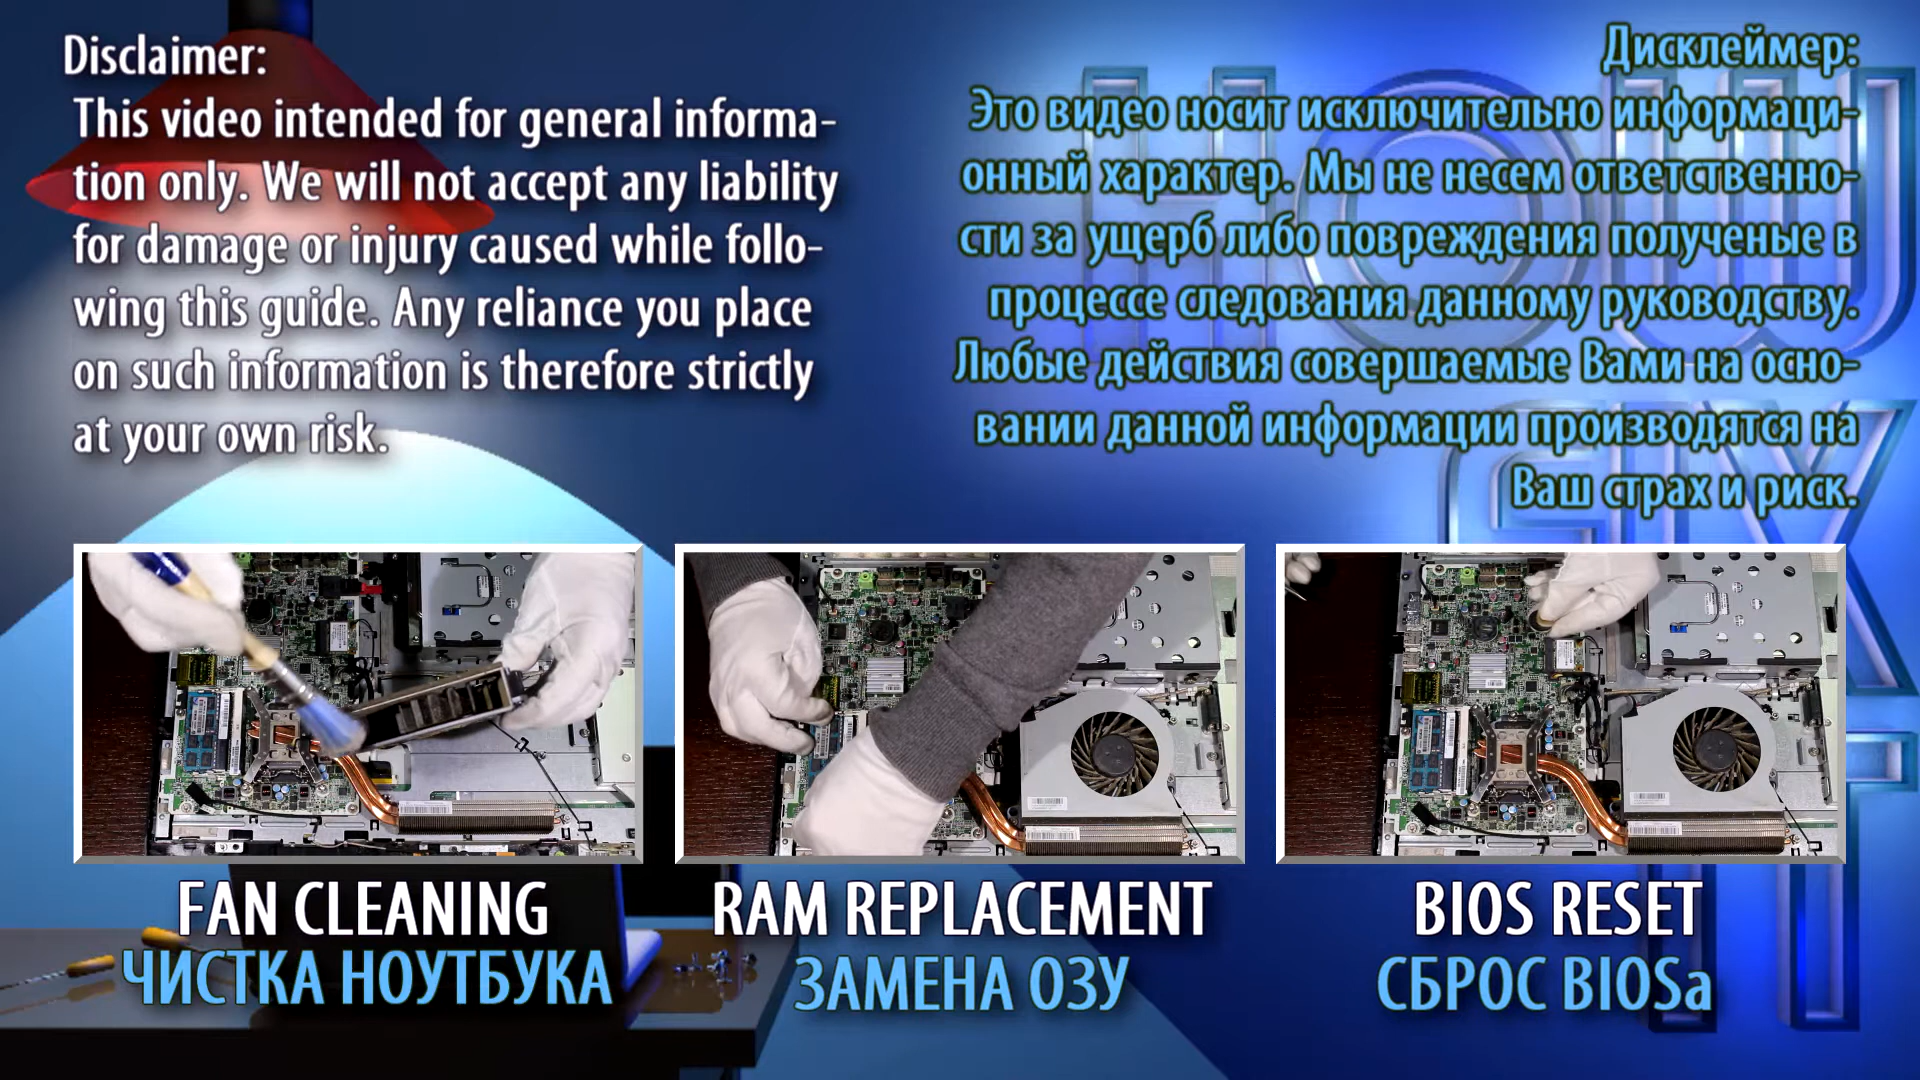 Disclaimer:
This video intended for general informa-
tion only. We will not accept any liability
for damage or injury caused while follo-
wing this guide. Any reliance you place
on such information is therefore strictly
at your own risk.
Дисклеймер:
Это видео носит исключительно информаци-
онный характер. Мы не несем ответственно-
сти за ущерб либо повреждения полученые в
процессе следования данному руководству.
Любые действия совершаемые Вами на осно-
вании данной информации производятся на
Ваш страх и риск.
HOW
FIX
IT
FAN CLEANING
ЧИСТКА НОУТБУКА
RAM REPLACEMENT
ЗАМЕНА ОЗУ
BIOS RESET
СБРОС BIOSа